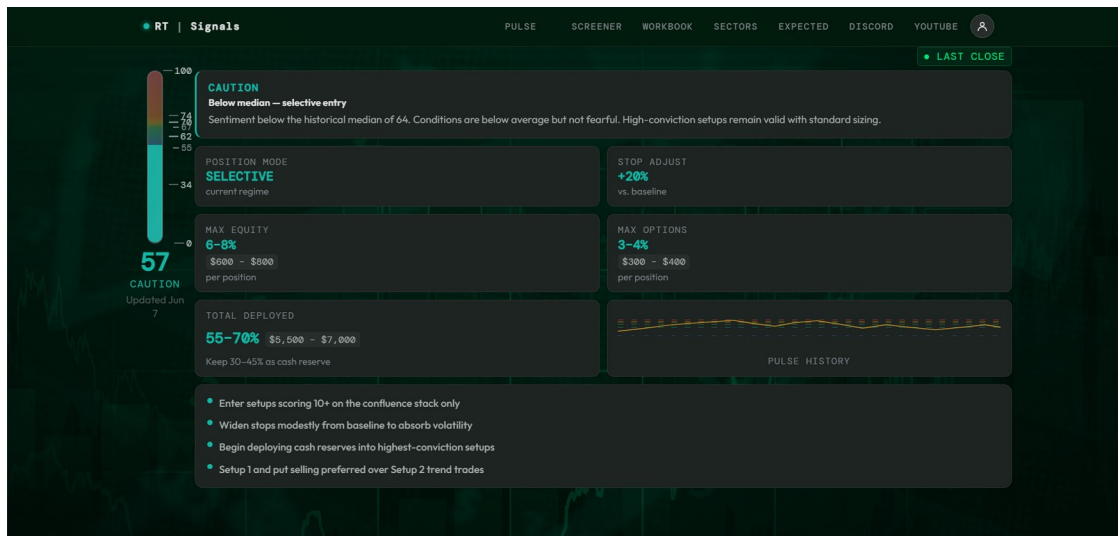 RT | Signals
PULSE SCREENER WORKBOOK SECTORS EXPECTED DISCORD YOUTUBE
LAST CLOSE
100
74
70
67
62
55
34
0
57
CAUTION
Updated Jun
7
CAUTION
Below median — selective entry
Sentiment below the historical median of 64. Conditions are below average but not fearful. High-conviction setups remain valid with standard sizing.
POSITION MODE
SELECTIVE
current regime
STOP ADJUST
+20%
vs. baseline
MAX EQUITY
6–8%
$600 – $800
per position
MAX OPTIONS
3–4%
$300 – $400
per position
TOTAL DEPLOYED
55–70% $5,500 – $7,000
Keep 30–45% as cash reserve
PULSE HISTORY
Enter setups scoring 10+ on the confluence stack only
Widen stops modestly from baseline to absorb volatility
Begin deploying cash reserves into highest-conviction setups
Setup 1 and put selling preferred over Setup 2 trend trades